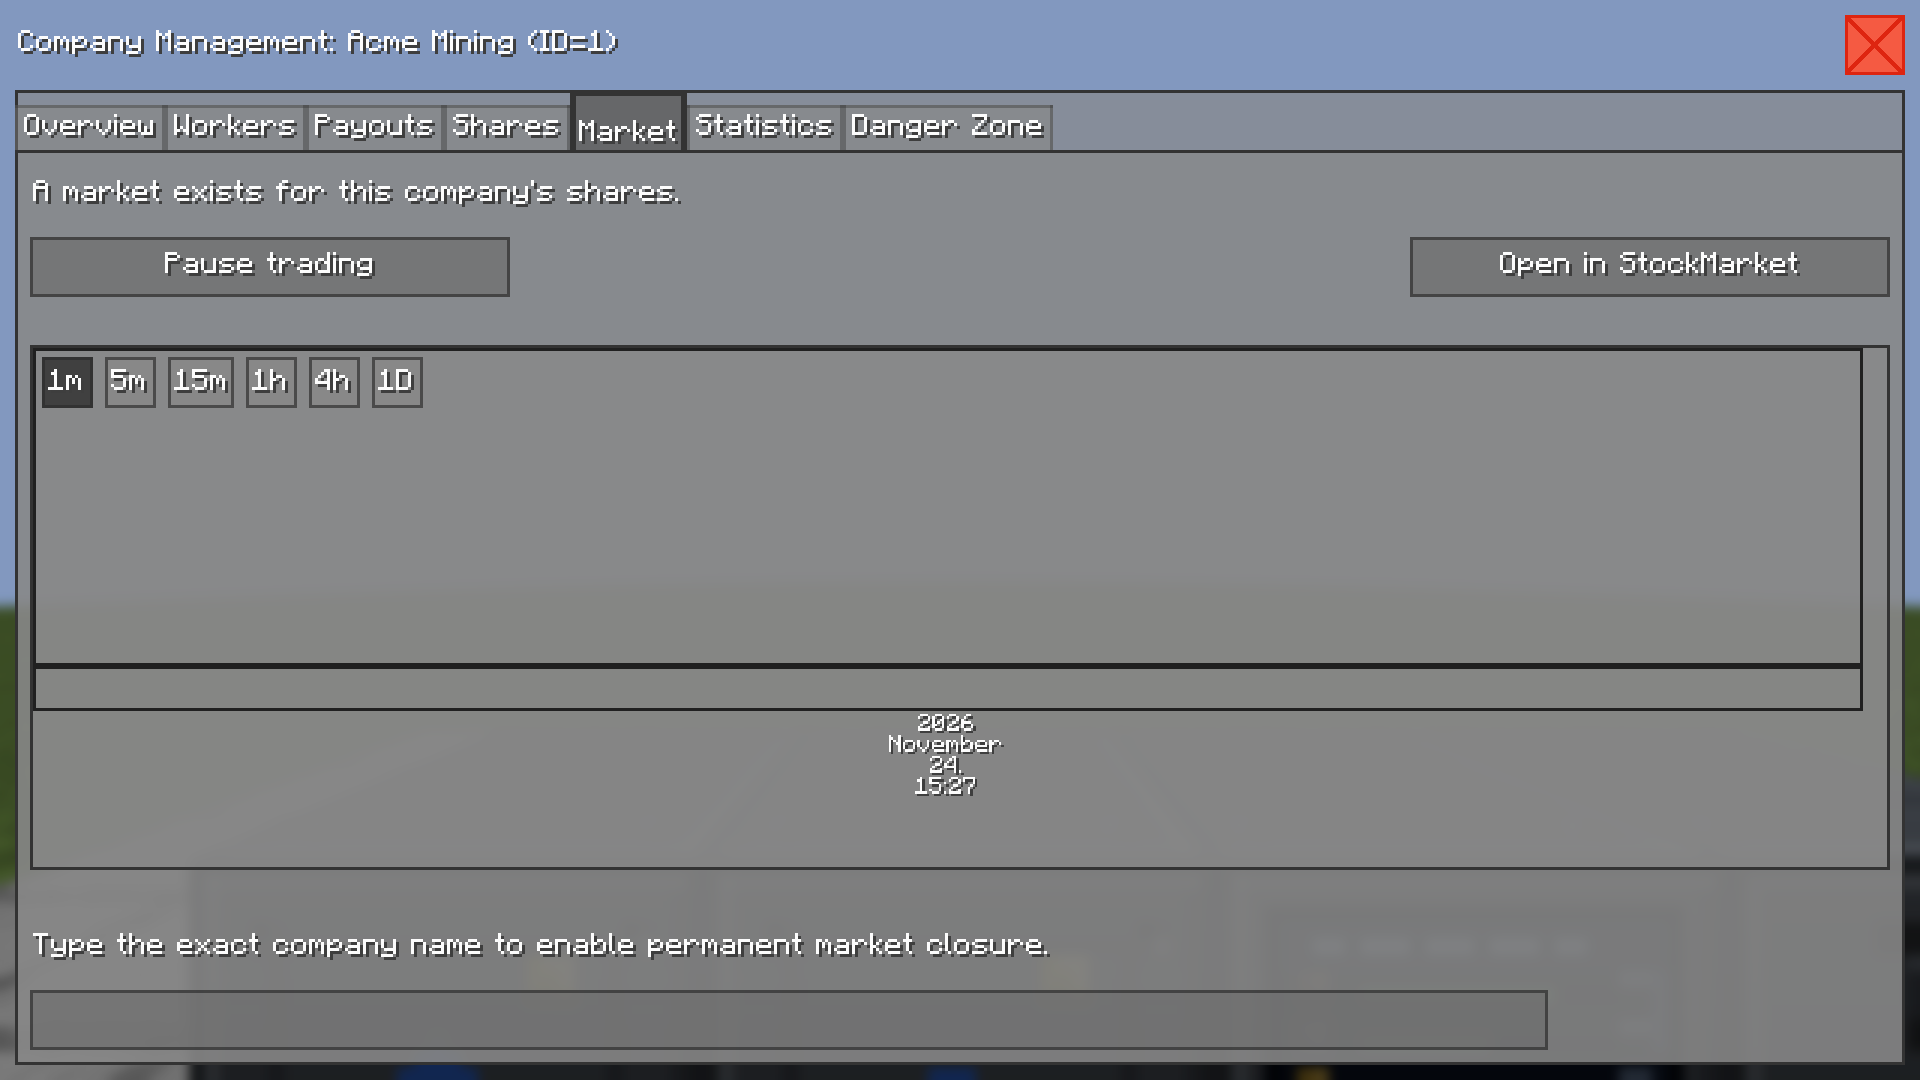 Company Management: Acme Mining (ID=1)
Overview Workers Payouts Shares Market Statistics Danger Zone
A market exists for this company's shares.
Pause trading
Open in StockMarket
1m 5m 15m 1h 4h 1D
2026
November
24.
15:27
Type the exact company name to enable permanent market closure.